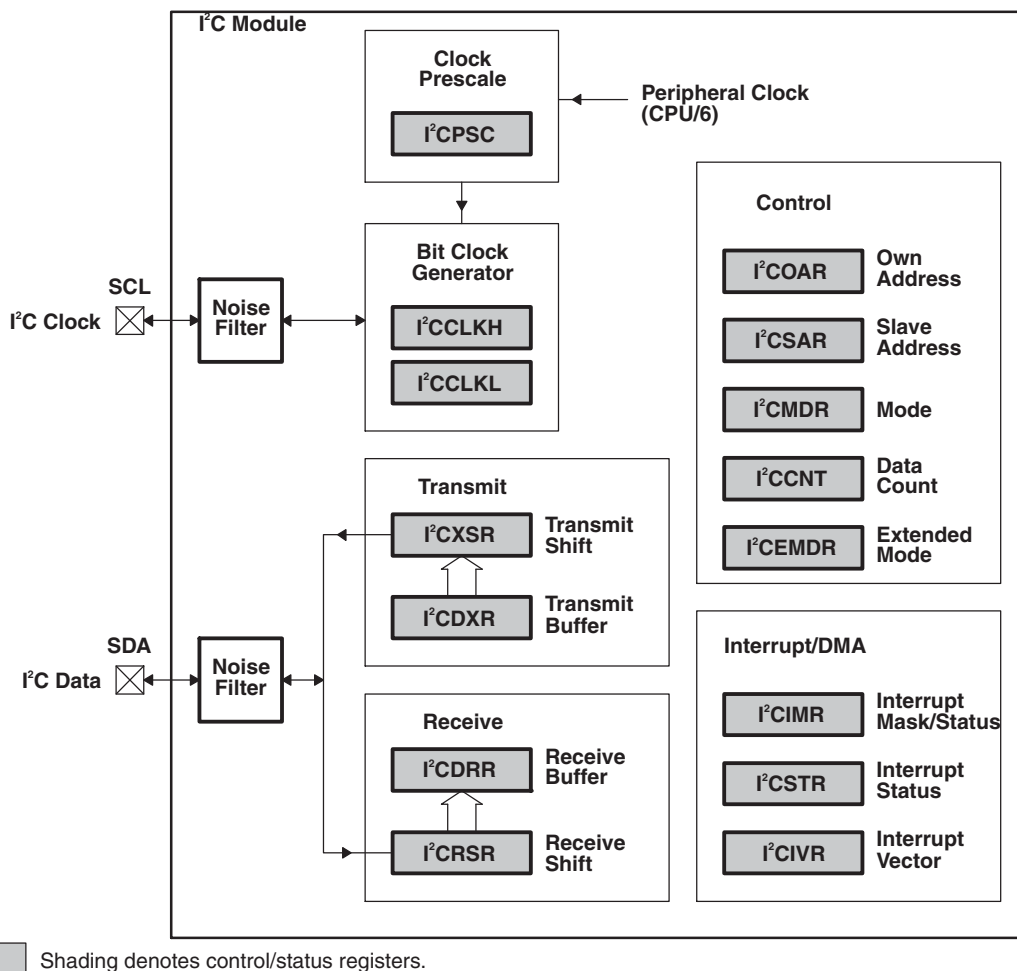 I²C Module
Clock
Prescale
I²CPSC
Peripheral Clock
(CPU/6)
Bit Clock
Generator
I²CCLKH
I²CCLKL
SCL
I²C Clock
Noise
Filter
Control
I²COAR
Own
Address
I²CSAR
Slave
Address
I²CMDR
Mode
I²CCNT
Data
Count
I²CEMDR
Extended
Mode
Transmit
I²CXSR
Transmit
Shift
I²CDXR
Transmit
Buffer
SDA
I²C Data
Noise
Filter
Receive
I²CDRR
Receive
Buffer
I²CRSR
Receive
Shift
Interrupt/DMA
I²CIMR
Interrupt
Mask/Status
I²CSTR
Interrupt
Status
I²CIVR
Interrupt
Vector
Shading denotes control/status registers.